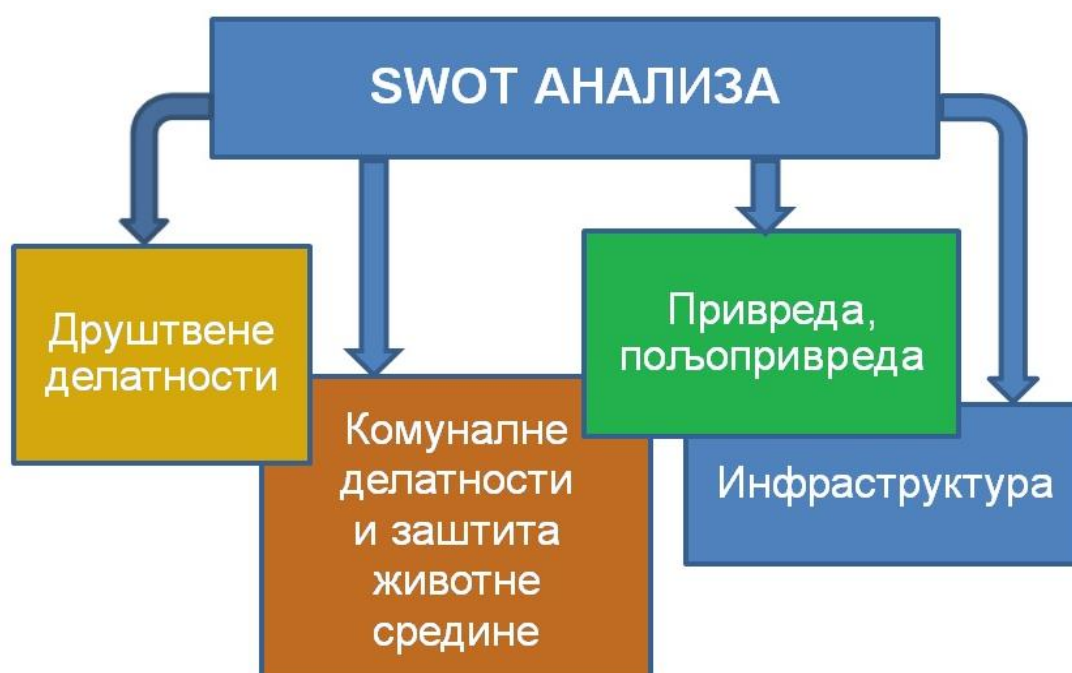 SWOT АНАЛИЗА
Друштвене
делатности
Комуналне
делатности
и заштита
животне
средине
Привреда,
пољопривреда
Инфраструктура